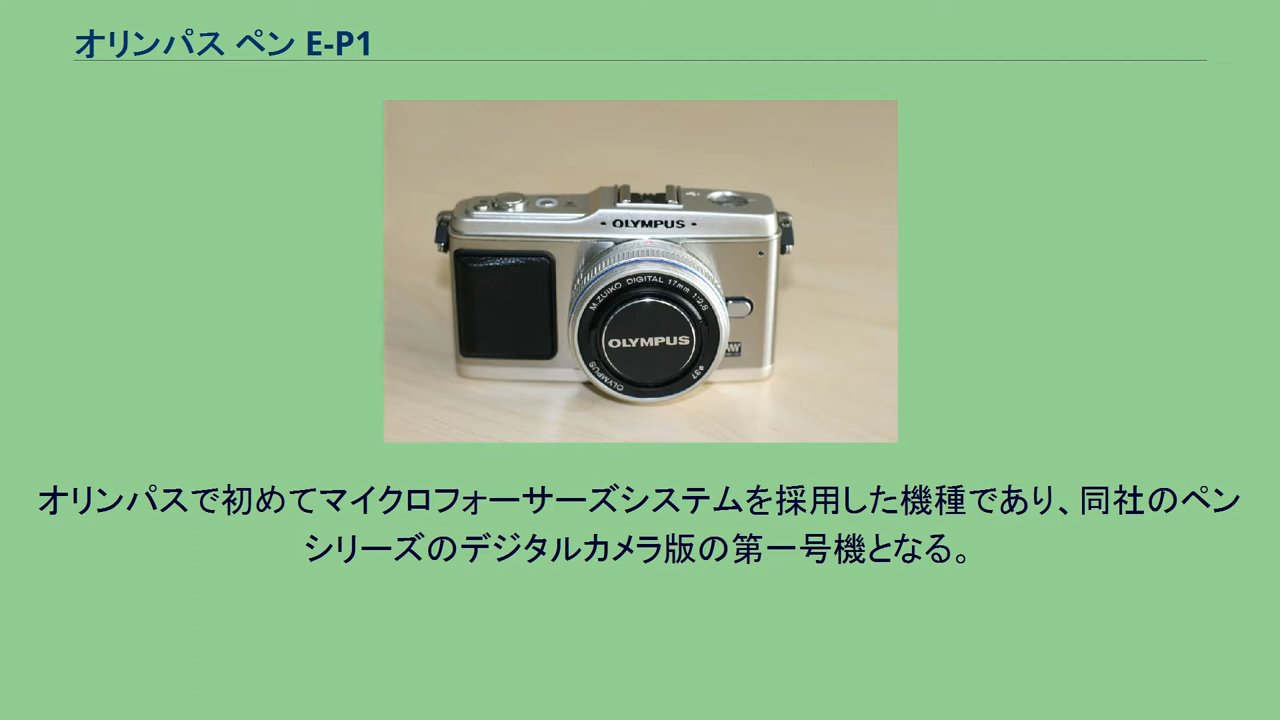 オリンパス ペン E-P1
• OLYMPUS •
M.ZUIKO DIGITAL 17mm 1:2.8
OLYMPUS
OLYMPUS
ø37
オリンパスで初めてマイクロフォーサーズシステムを採用した機種であり、同社のペン
シリーズのデジタルカメラ版の第一号機となる。